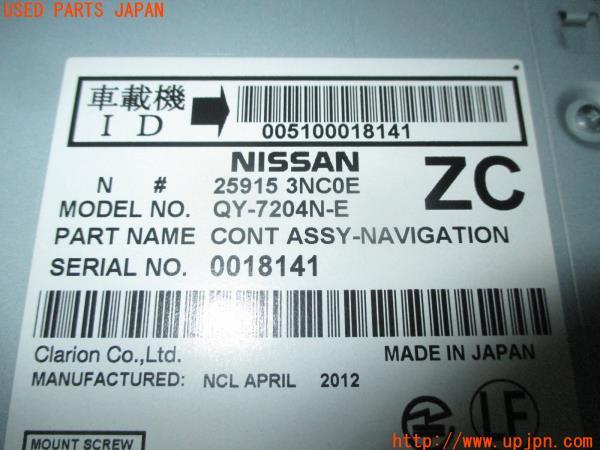 USED PARTS JAPAN
車載機
ID
005100018141
NISSAN
ZC
N # 25915 3NC0E
MODEL NO. QY-7204N-E
PART NAME CONT ASSY-NAVIGATION
SERIAL NO. 0018141
Clarion Co.,Ltd. MADE IN JAPAN
MANUFACTURED: NCL APRIL 2012
MOUNT SCREW
http://www.upjpn.com/